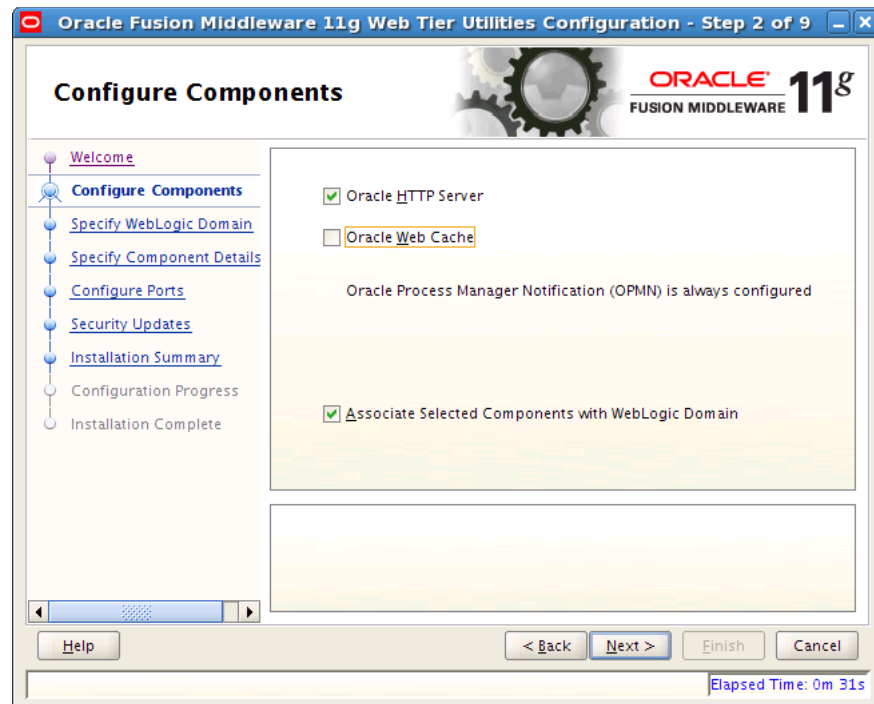 Oracle Fusion Middleware 11g Web Tier Utilities Configuration - Step 2 of 9
Configure Components
ORACLE
FUSION MIDDLEWARE
11g
Welcome
Configure Components
Specify WebLogic Domain
Specify Component Details
Configure Ports
Security Updates
Installation Summary
Configuration Progress
Installation Complete
Oracle HTTP Server
Oracle Web Cache
Oracle Process Manager Notification (OPMN) is always configured
Associate Selected Components with WebLogic Domain
Help
< Back
Next >
Finish
Cancel
Elapsed Time: 0m 31s